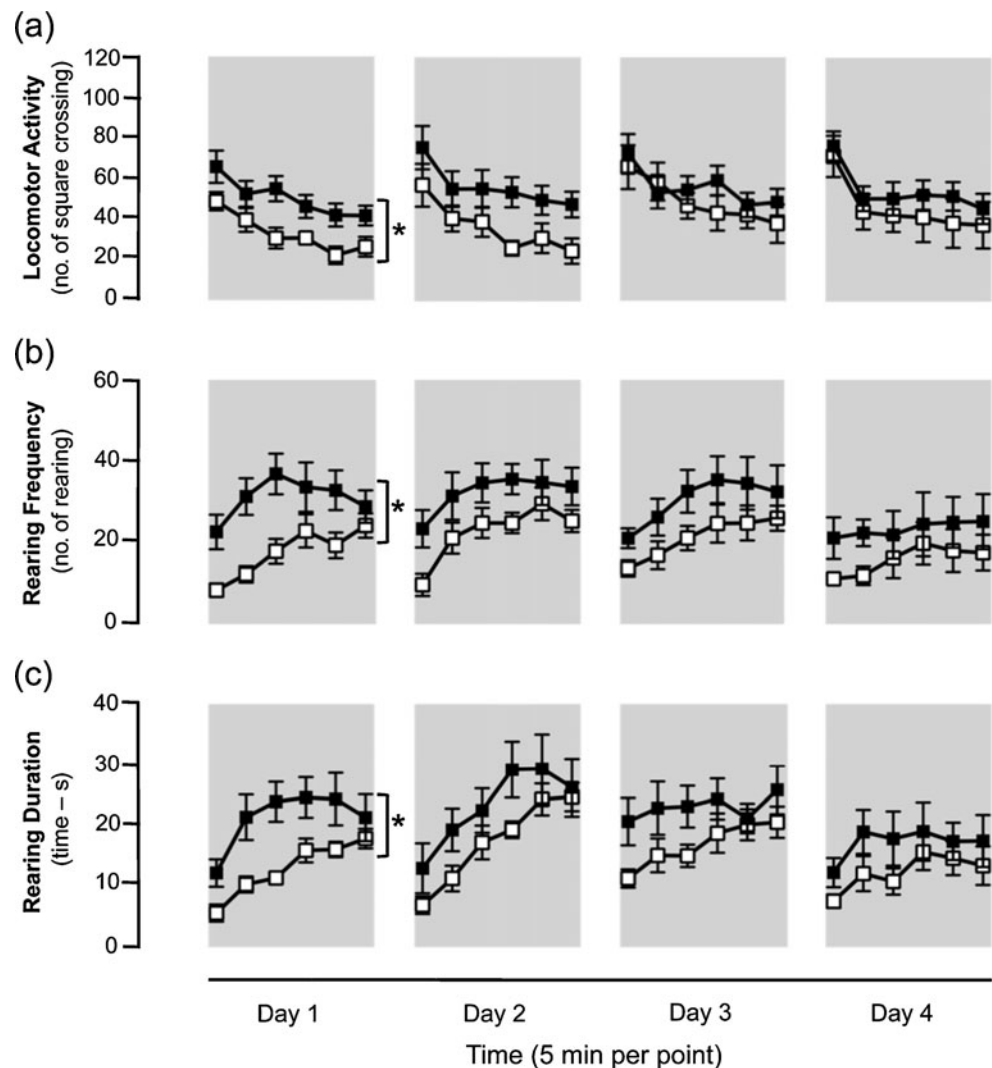 (a)
Locomotor Activity
(no. of square crossing)
120
100
80
60
40
20
0
*
(b)
Rearing Frequency
(no. of rearing)
60
40
20
0
*
(c)
Rearing Duration
(time – s)
40
30
20
10
0
*
Day 1 Day 2 Day 3 Day 4
Time (5 min per point)